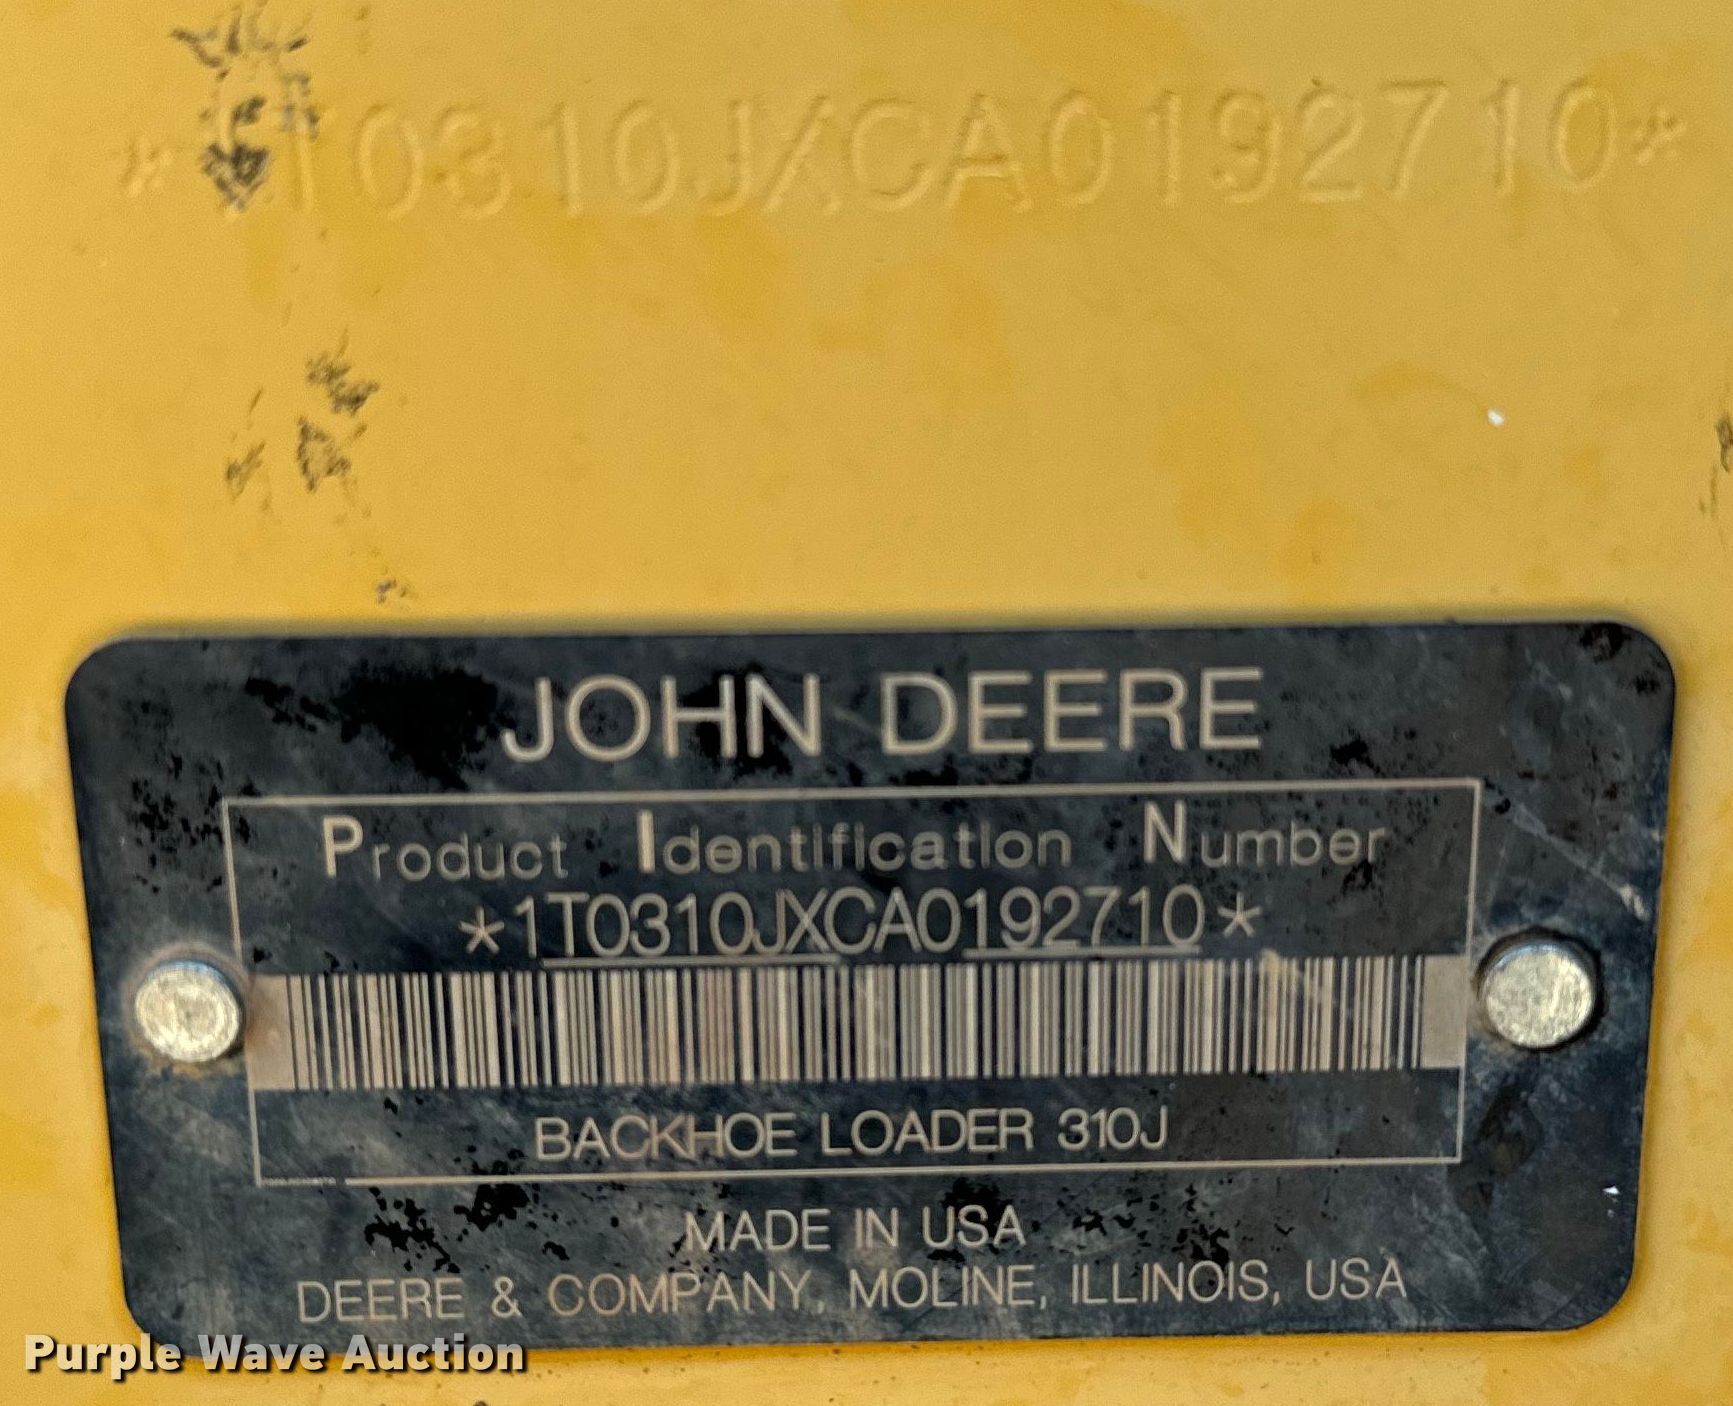 *1T0310JXCA0192710*
JOHN DEERE
Product Identification Number
*1T0310JXCA0192710*
BACKHOE LOADER 310J
MADE IN USA
DEERE & COMPANY, MOLINE, ILLINOIS, USA
Purple Wave Auction